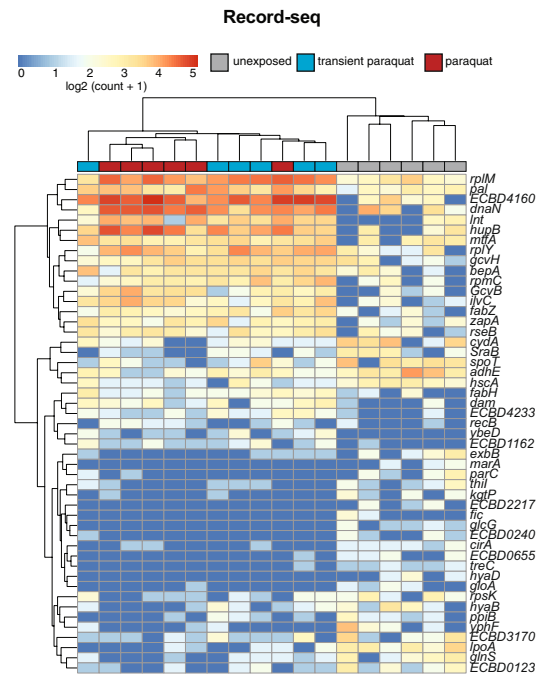 Record-seq
0 1 2 3 4 5
log2 (count + 1)
unexposed
transient paraquat
paraquat
rplM
pal
ECBD4160
dnaN
lnt
hupB
mffA
rplY
gcvH
bepA
rpmC
GcvB
ilvC
fabZ
zapA
rseB
cydA
SraB
spoT
adhE
hscA
fabH
dam
ECBD4233
recB
ybeD
ECBD1162
exbB
marA
parC
thiI
kgtP
ECBD2217
fic
glcG
ECBD0240
cirA
ECBD0655
treC
hyaD
gloA
rpsK
hyaB
ppiB
yphF
ECBD3170
lpoA
glnS
ECBD0123